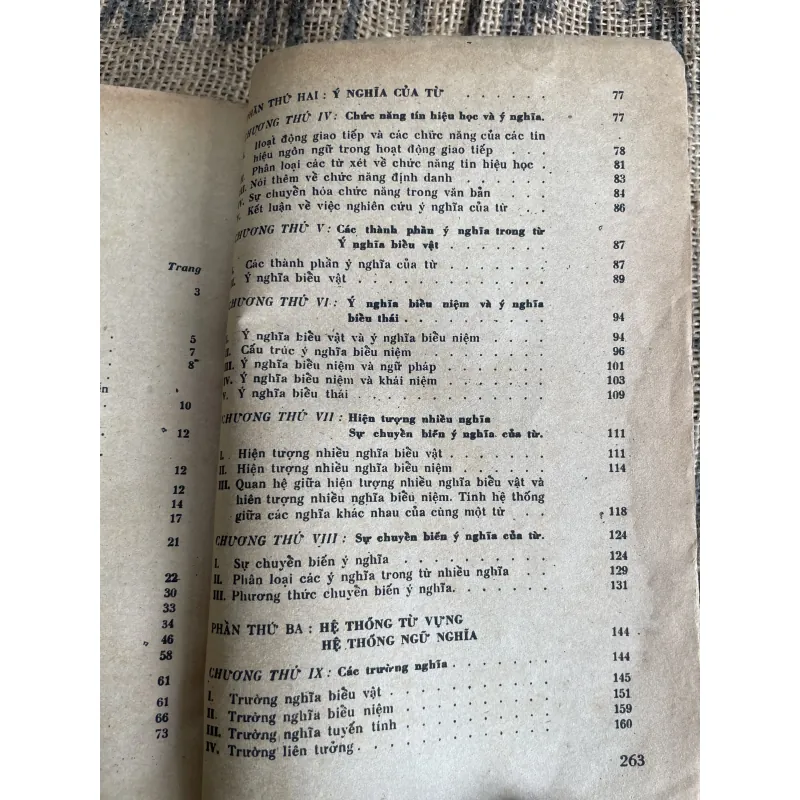 Trang
3
5
7
8
ến
10
12
12
12
14
17
21
22
30
33
34
46
58
61
61
66
73
PHẦN THỨ HAI : Ý NGHĨA CỦA TỪ . . . . . . 77
CHƯƠNG THỨ IV : Chức năng tín hiệu học và ý nghĩa. 77
I. Hoạt động giao tiếp và các chức năng của các tín
hiệu ngôn ngữ trong hoạt động giao tiếp . . . 78
II. Phân loại các từ xét về chức năng tín hiệu học . 81
III. Nói thêm về chức năng định danh . . . . . 83
IV. Sự chuyển hóa chức năng trong văn bản . . . 84
V. Kết luận về việc nghiên cứu ý nghĩa của từ . . . 86
CHƯƠNG THỨ V : Các thành phần ý nghĩa trong từ
Ý nghĩa biểu vật . . . . . 87
I. Các thành phần ý nghĩa của từ . . . . . . 87
II. Ý nghĩa biểu vật . . . . . . . . . 89
CHƯƠNG THỨ VI : Ý nghĩa biểu niệm và ý nghĩa
biểu thái . . . . . . . . 94
I. Ý nghĩa biểu vật và ý nghĩa biểu niệm . . . . 94
II. Cấu trúc ý nghĩa biểu niệm . . . . . . . 96
III. Ý nghĩa biểu niệm và ngữ pháp . . . . . . 101
IV. Ý nghĩa biểu niệm và khái niệm . . . . . . 103
V. Ý nghĩa biểu thái . . . . . . . . . 109
CHƯƠNG THỨ VII : Hiện tượng nhiều nghĩa
Sự chuyển biến ý nghĩa của từ. 111
I. Hiện tượng nhiều nghĩa biểu vật . . . . . 111
II. Hiện tượng nhiều nghĩa biểu niệm . . . . . 114
III. Quan hệ giữa hiện tượng nhiều nghĩa biểu vật và
hiện tượng nhiều nghĩa biểu niệm. Tính hệ thống
giữa các nghĩa khác nhau của cùng một từ . . . 118
CHƯƠNG THỨ VIII : Sự chuyển biến ý nghĩa của từ. 124
I. Sự chuyển biến ý nghĩa . . . . . . . . 124
II. Phân loại các ý nghĩa trong từ nhiều nghĩa . . 129
III. Phương thức chuyển biến ý nghĩa. . . . . . 131
PHẦN THỨ BA : HỆ THỐNG TỪ VỰNG
HỆ THỐNG NGỮ NGHĨA 144
CHƯƠNG THỨ IX : Các trường nghĩa . . . . . . 144
I. Trường nghĩa biểu vật . . . . . . . . 145
II. Trường nghĩa biểu niệm . . . . . . . . 151
III. Trường nghĩa tuyến tính . . . . . . . . 159
IV. Trường liên tưởng . . . . . . . . . 160
263